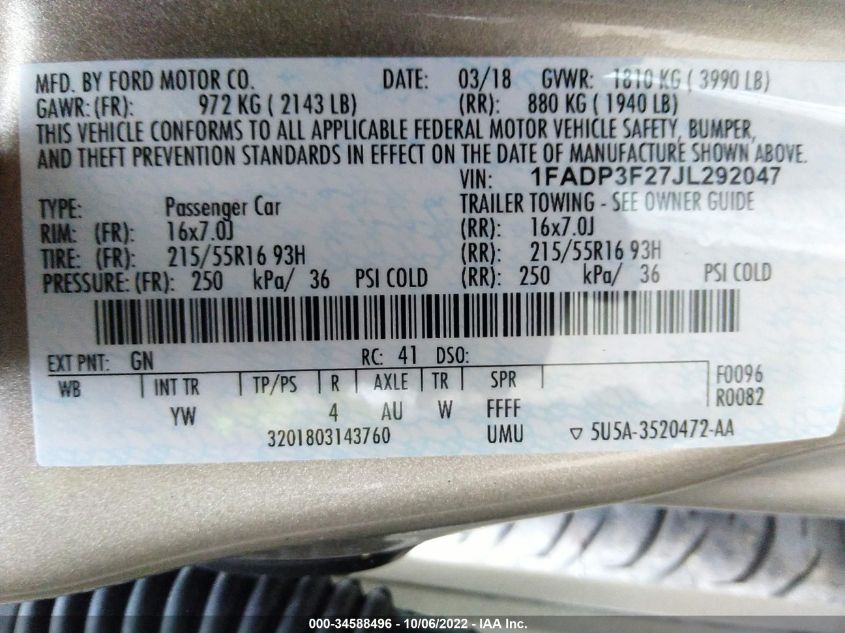 MFD. BY FORD MOTOR CO. DATE: 03/18 GVWR: 1810 KG ( 3990 LB)
GAWR: (FR): 972 KG ( 2143 LB) (RR): 880 KG ( 1940 LB)
THIS VEHICLE CONFORMS TO ALL APPLICABLE FEDERAL MOTOR VEHICLE SAFETY, BUMPER,
AND THEFT PREVENTION STANDARDS IN EFFECT ON THE DATE OF MANUFACTURE SHOWN ABOVE.
VIN: 1FADP3F27JL292047
TYPE: Passenger Car TRAILER TOWING - SEE OWNER GUIDE
RIM: (FR): 16x7.0J (RR): 16x7.0J
TIRE: (FR): 215/55R16 93H (RR): 215/55R16 93H
PRESSURE: (FR): 250 kPa/ 36 PSI COLD (RR): 250 kPa/ 36 PSI COLD
EXT PNT: GN RC: 41 DSO:
WB INT TR TP/PS R AXLE TR SPR F0096
YW 4 AU W FFFF R0082
3201803143760 UMU ▽ 5U5A-3520472-AA
000-34588496 - 10/06/2022 - IAA Inc.